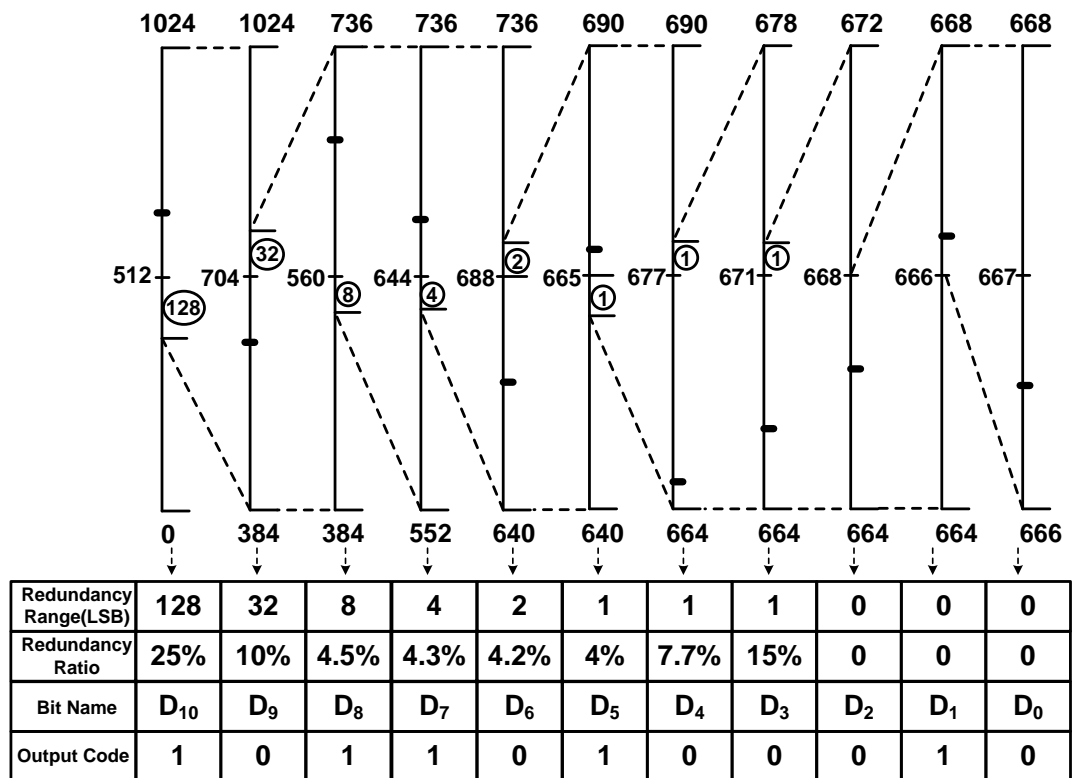 1024 1024 736 736 736 690 690 678 672 668 668
32 2 1 1
512 704 560 644 688 665 677 671 668 666 667
128 8 4 1
0 384 384 552 640 640 664 664 664 664 666
Redundancy Range(LSB) 128 32 8 4 2 1 1 1 0 0 0
Redundancy Ratio 25% 10% 4.5% 4.3% 4.2% 4% 7.7% 15% 0 0 0
Bit Name D10 D9 D8 D7 D6 D5 D4 D3 D2 D1 D0
Output Code 1 0 1 1 0 1 0 0 0 1 0